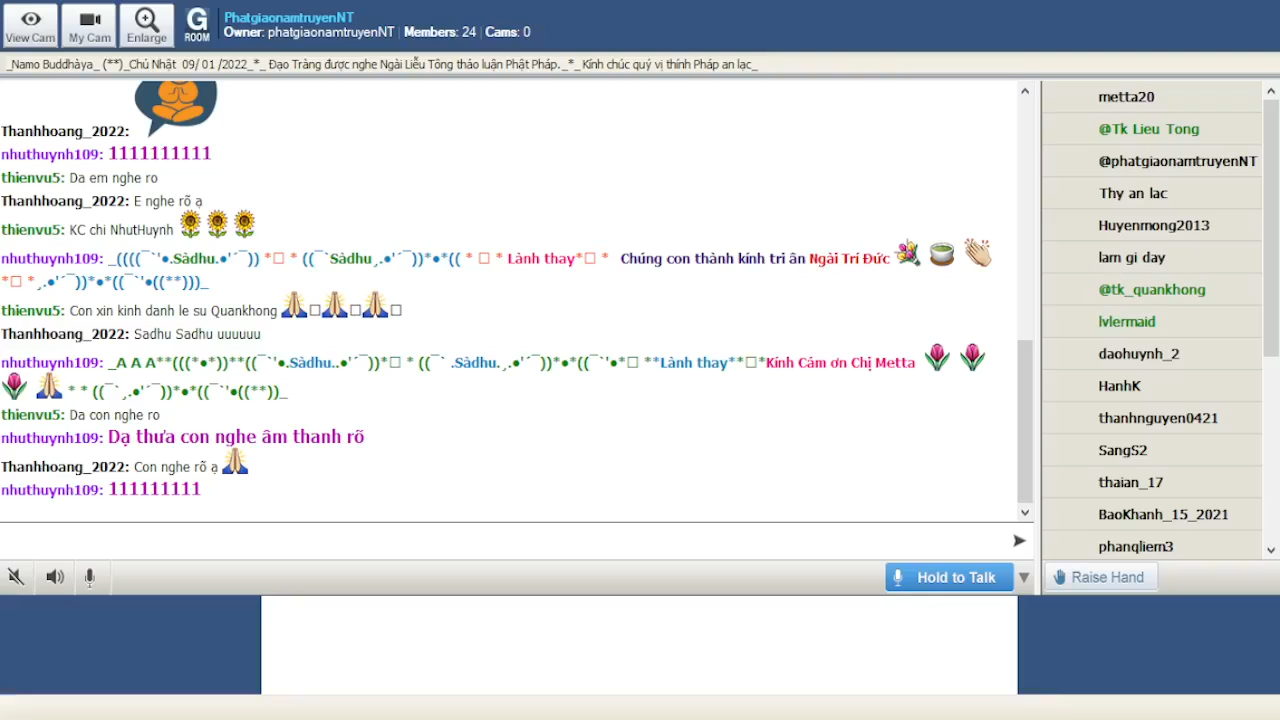 View Cam
My Cam
Enlarge
G ROOM
PhatgiaonamtruyenNT
Owner: phatgiaonamtruyenNT | Members: 24 | Cams: 0
_Namo Buddhàya_ (**)_Chủ Nhật 09/ 01 /2022_*_ Đạo Tràng được nghe Ngài Liễu Tông thảo luận Phật Pháp._*_Kính chúc quý vị thính Pháp an lạc_
Thanhhoang_2022:
nhuthuynh109: 1111111111
thienvu5: Da em nghe ro
Thanhhoang_2022: E nghe rõ ạ
thienvu5: KC chi NhutHuynh 🌻🌻🌻
nhuthuynh109: _((((¯`'●.Sàdhu.●'´¯)) *□ * ((¯`Sàdhu¸.●'´¯))*●*(( * □ * Lành thay*□ * Chúng con thành kính tri ân Ngài Trí Đức 💐 🍵 👏
*□ *¸.●'´¯))*●*((¯`'●((**)))_
thienvu5: Con xin kinh danh le su Quankhong 🙏□🙏□🙏□
Thanhhoang_2022: Sadhu Sadhu uuuuuu
nhuthuynh109: _A A A**(((*●*))**((¯`'●.Sàdhu..●'´¯))*□ * ((¯` .Sàdhu.¸.●'´¯))*●*((¯`'●*□ **Lành thay**□*Kính Cám ơn Chị Metta 🌷 🌷
🌷 🙏 * * ((¯`¸.●'´¯))*●*((¯`'●((**))_
thienvu5: Da con nghe ro
nhuthuynh109: Dạ thưa con nghe âm thanh rõ
Thanhhoang_2022: Con nghe rõ ạ 🙏
nhuthuynh109: 111111111
Hold to Talk
metta20
@Tk Lieu Tong
@phatgiaonamtruyenNT
Thy an lac
Huyenmong2013
lam gi day
@tk_quankhong
lvlermaid
daohuynh_2
HanhK
thanhnguyen0421
SangS2
thaian_17
BaoKhanh_15_2021
phanqliem3
Raise Hand